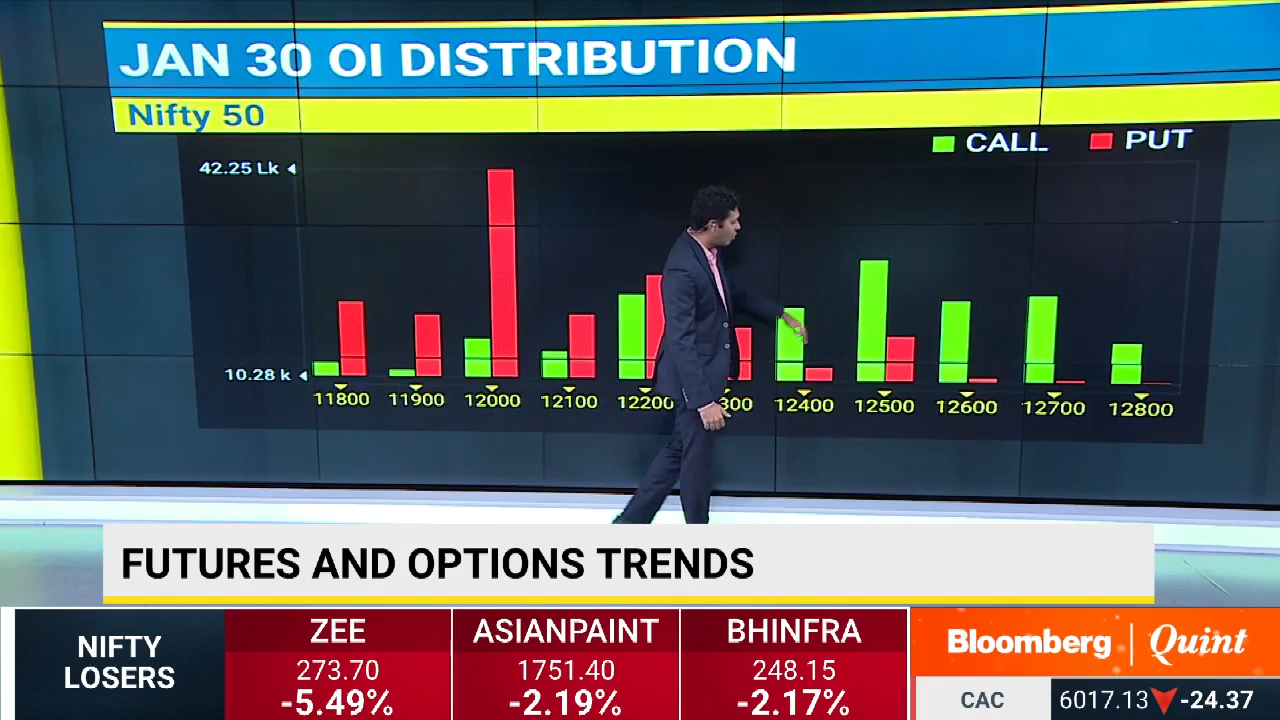 JAN 30 OI DISTRIBUTION
Nifty 50
CALL PUT
42.25 Lk
10.28 k
11800 11900 12000 12100 12200 300 12400 12500 12600 12700 12800
FUTURES AND OPTIONS TRENDS
NIFTY LOSERS
ZEE
273.70
-5.49%
ASIANPAINT
1751.40
-2.19%
BHINFRA
248.15
-2.17%
Bloomberg | Quint
CAC 6017.13 -24.37